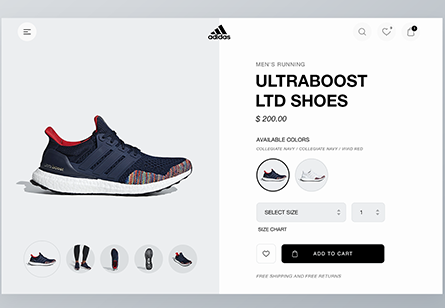 adidas
MEN'S RUNNING
ULTRABOOST
LTD SHOES
$ 200.00
AVAILABLE COLORS
COLLEGIATE NAVY / COLLEGIATE NAVY / VIVID RED
SELECT SIZE
1
SIZE CHART
ADD TO CART
FREE SHIPPING AND FREE RETURNS